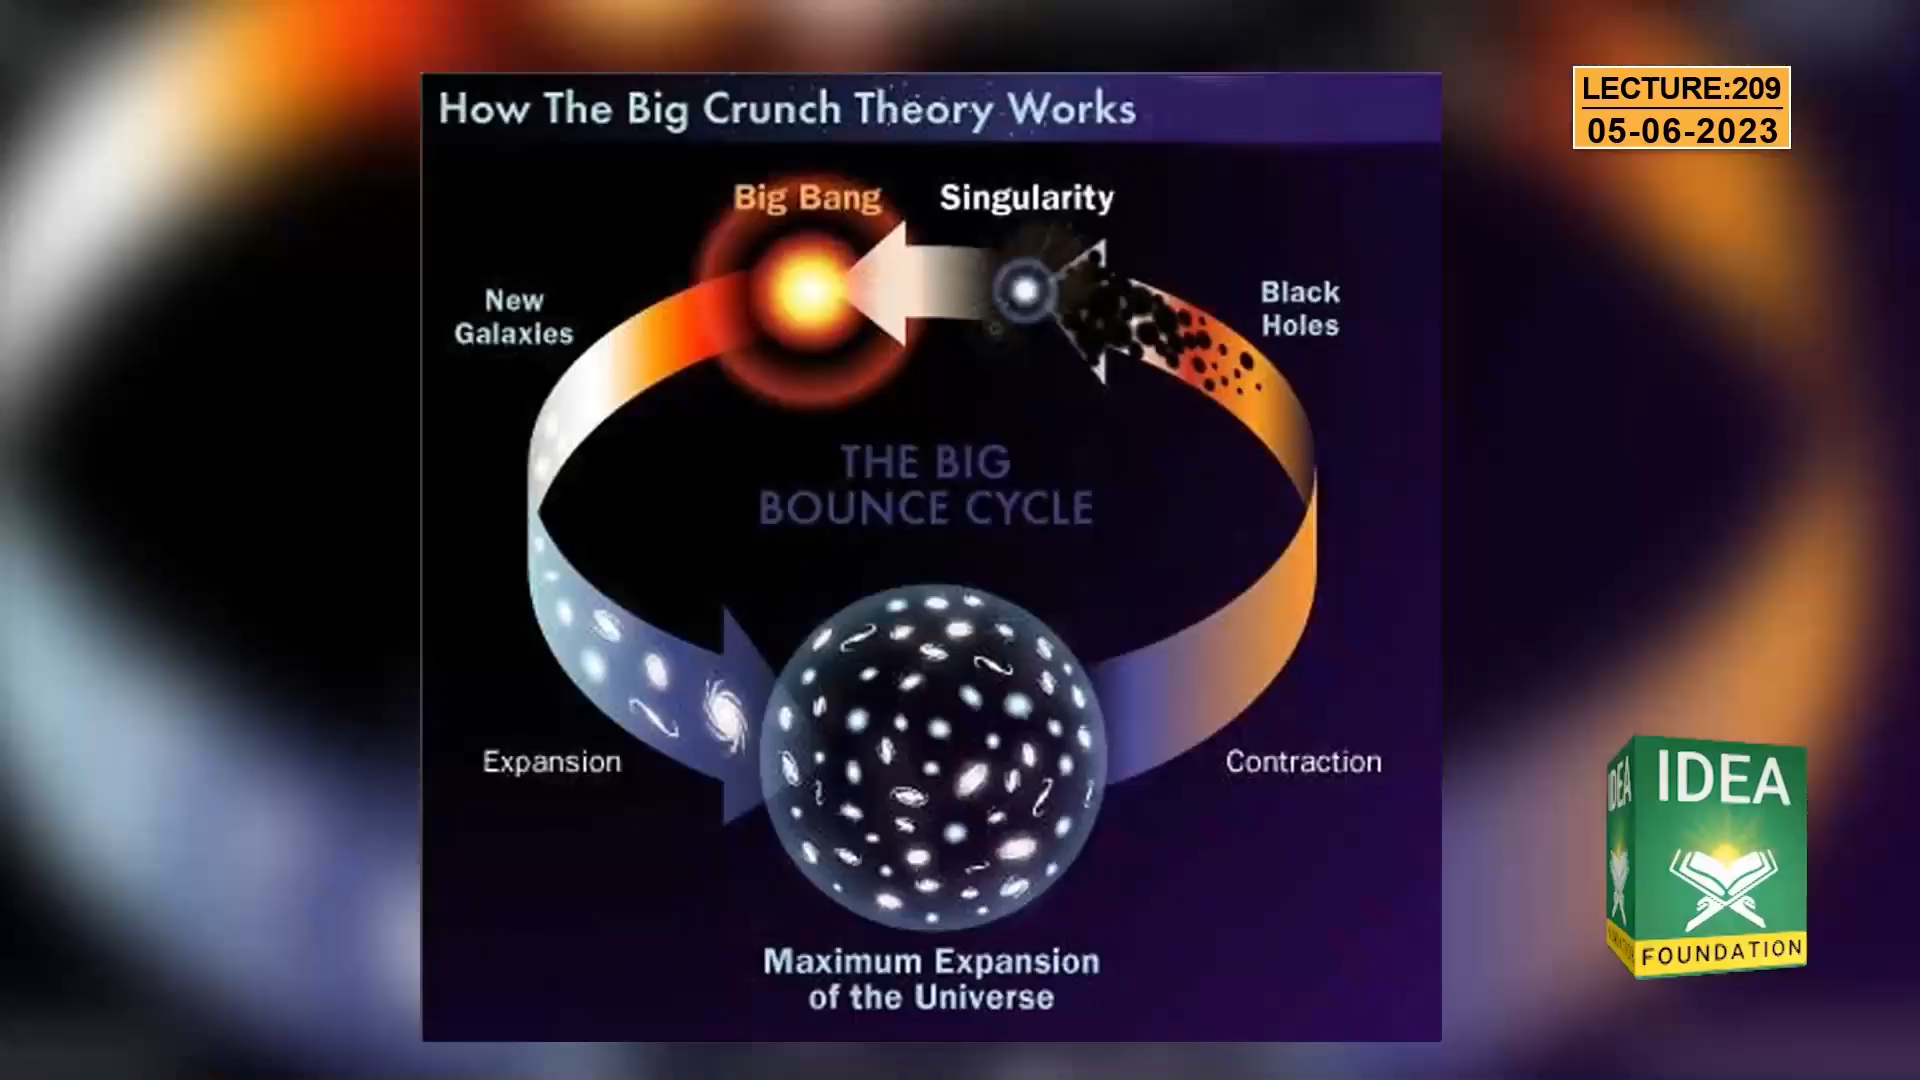 How The Big Crunch Theory Works
LECTURE:209
05-06-2023
Big Bang
Singularity
New
Galaxies
Black
Holes
THE BIG
BOUNCE CYCLE
Expansion
Contraction
Maximum Expansion
of the Universe
IDEA
IDEA
FOUNDATION